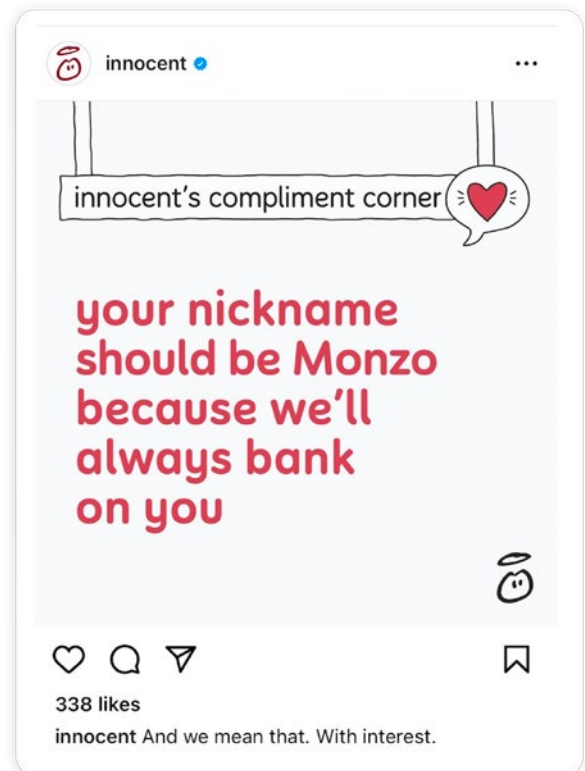 innocent
innocent's compliment corner
your nickname
should be Monzo
because we'll
always bank
on you
338 likes
innocent And we mean that. With interest.